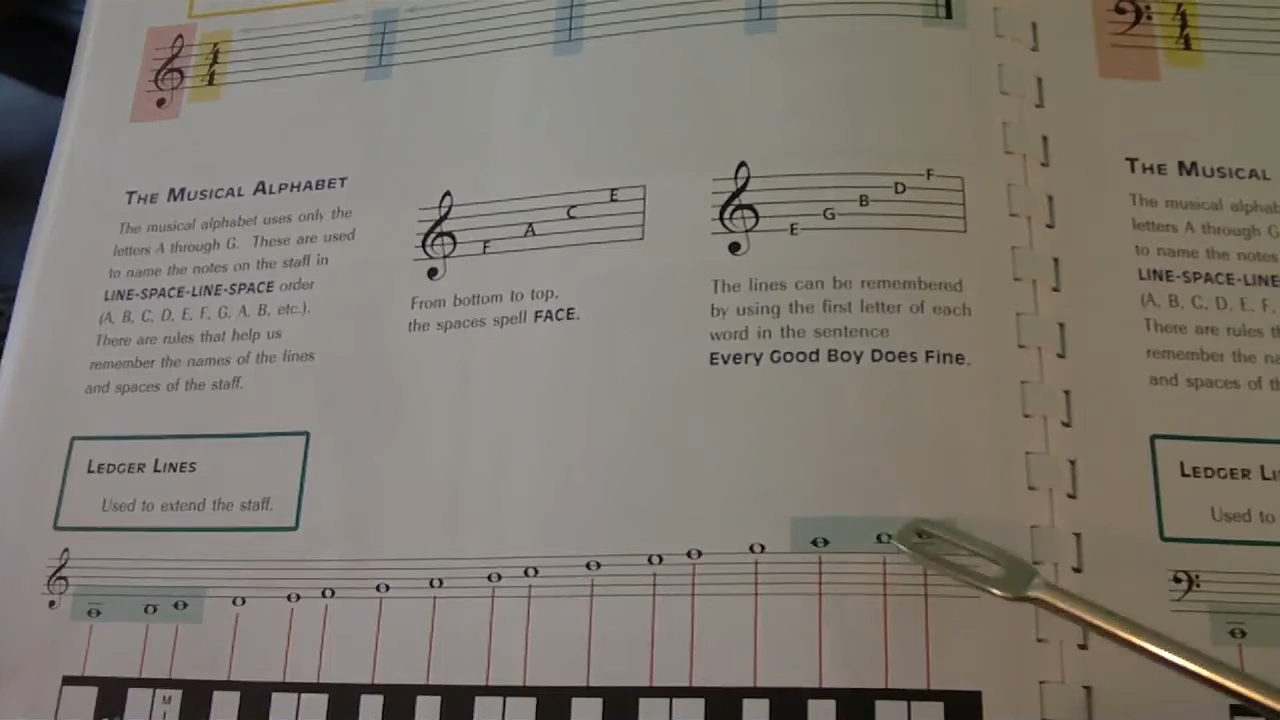 THE MUSICAL ALPHABET
The musical alphabet uses only the
letters A through G. These are used
to name the notes on the staff in
LINE-SPACE-LINE-SPACE order
(A, B, C, D, E, F, G, A, B, etc.).
There are rules that help us
remember the names of the lines
and spaces of the staff.
4
4
F A C E
From bottom to top,
the spaces spell FACE.
E G B D F
The lines can be remembered
by using the first letter of each
word in the sentence
Every Good Boy Does Fine.
LEDGER LINES
Used to extend the staff.
M
4
4
THE MUSICAL
The musical alphab
letters A through G
to name the notes
LINE-SPACE-LINE
(A, B, C, D, E, F,
There are rules th
remember the na
and spaces of t
LEDGER LI
Used to